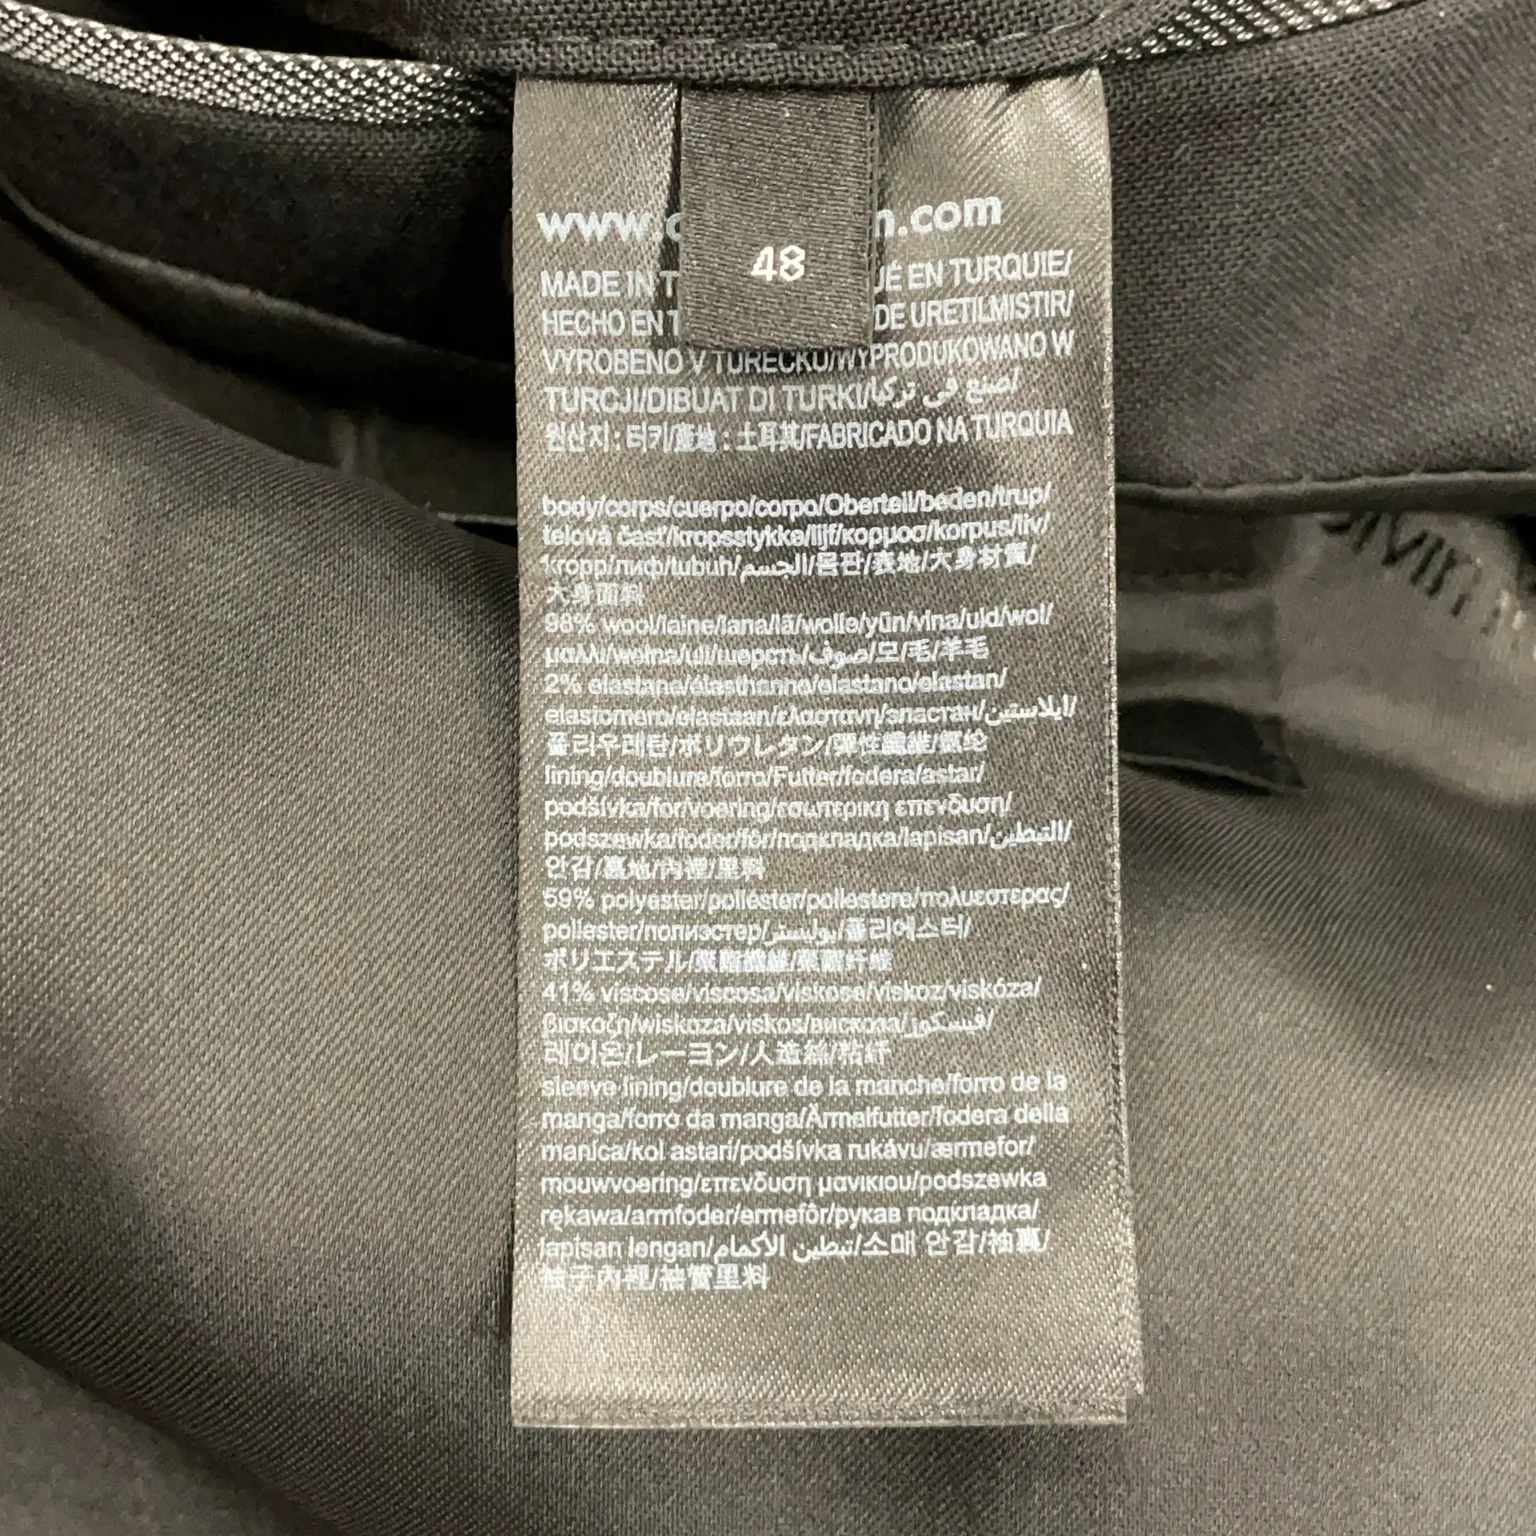 48
www n.com
MADE IN EN TURQUIE/
HECHO EN DE URETILMISTIR/
VYROBENO V TURECKU/WYPRODUKOWANO W
TURCJI/DIBUAT DI TURKI/صنع في تركيا/
원산지 : 터키/產地 : 土耳其/FABRICADO NA TURQUIA
body/corps/cuerpo/corpo/Oberteil/beden/trup/
telová časť/kropsstykke/lijf/κορμοσ/korpus/liv/
kropp/лиф/tubuh/الجسم/몸판/表地/大身材質/
大身面料
98% wool/laine/lana/lã/wolle/yün/vlna/uld/wol/
μαλλι/wełna/ull/шерсть/صوف/모/毛/羊毛
2% elastane/élasthanne/elastano/elastan/
elastomero/elastaan/ελαστανη/эластан/ايلاستين/
폴리우레탄/ポリウレタン/彈性纖維/氨纶
lining/doublure/forro/Futter/fodera/astar/
podšívka/for/voering/εσωτερικη επενδυση/
podszewka/foder/fôr/подкладка/lapisan/التبطين/
안감/裏地/內裡/里料
59% polyester/poliéster/poliestere/πολυεστερας/
poliester/полиэстер/بوليستر/폴리에스터/
ポリエステル/聚酯纖維/聚酯纤维
41% viscose/viscosa/viskose/viskoz/viskóza/
βισκοζη/wiskoza/viskos/вискоза/فيسكوز/
레이온/レーヨン/人造絲/粘纤
sleeve lining/doublure de la manche/forro de la
manga/forro da manga/Ärmelfutter/fodera della
manica/kol astari/podšívka rukávu/ærmefor/
mouwvoering/επενδυση μανικιου/podszewka
rękawa/armfoder/ermefôr/рукав подкладка/
lapisan lengan/تبطين الأكمام/소매 안감/袖裏/
袖子內裡/袖管里料